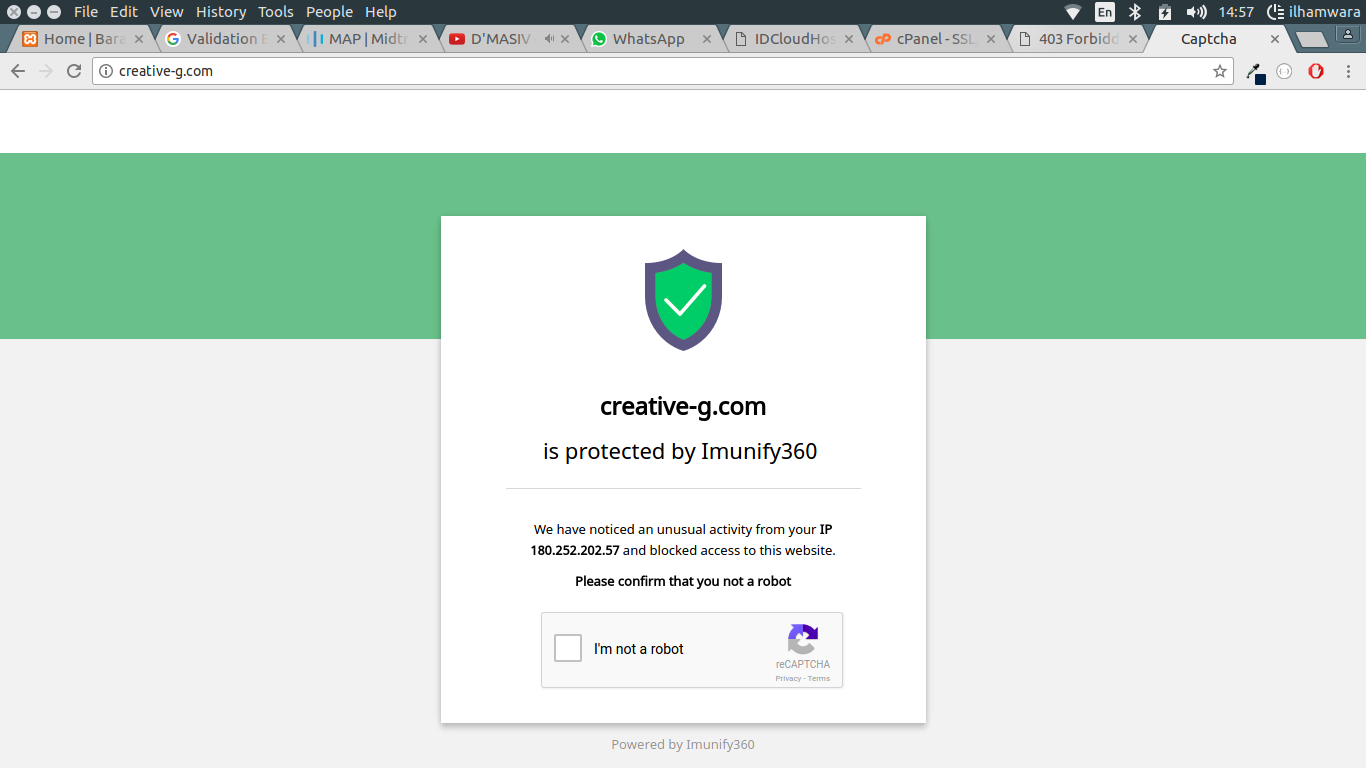 File Edit View History Tools People Help
En 14:57 ilhamwara
Home | Bara
Validation E
MAP | Midtr
D'MASIV
WhatsApp
IDCloudHos
cPanel - SSL
403 Forbidd
Captcha
creative-g.com
creative-g.com
is protected by Imunify360
We have noticed an unusual activity from your IP
180.252.202.57 and blocked access to this website.
Please confirm that you not a robot
I'm not a robot
reCAPTCHA
Privacy - Terms
Powered by Imunify360